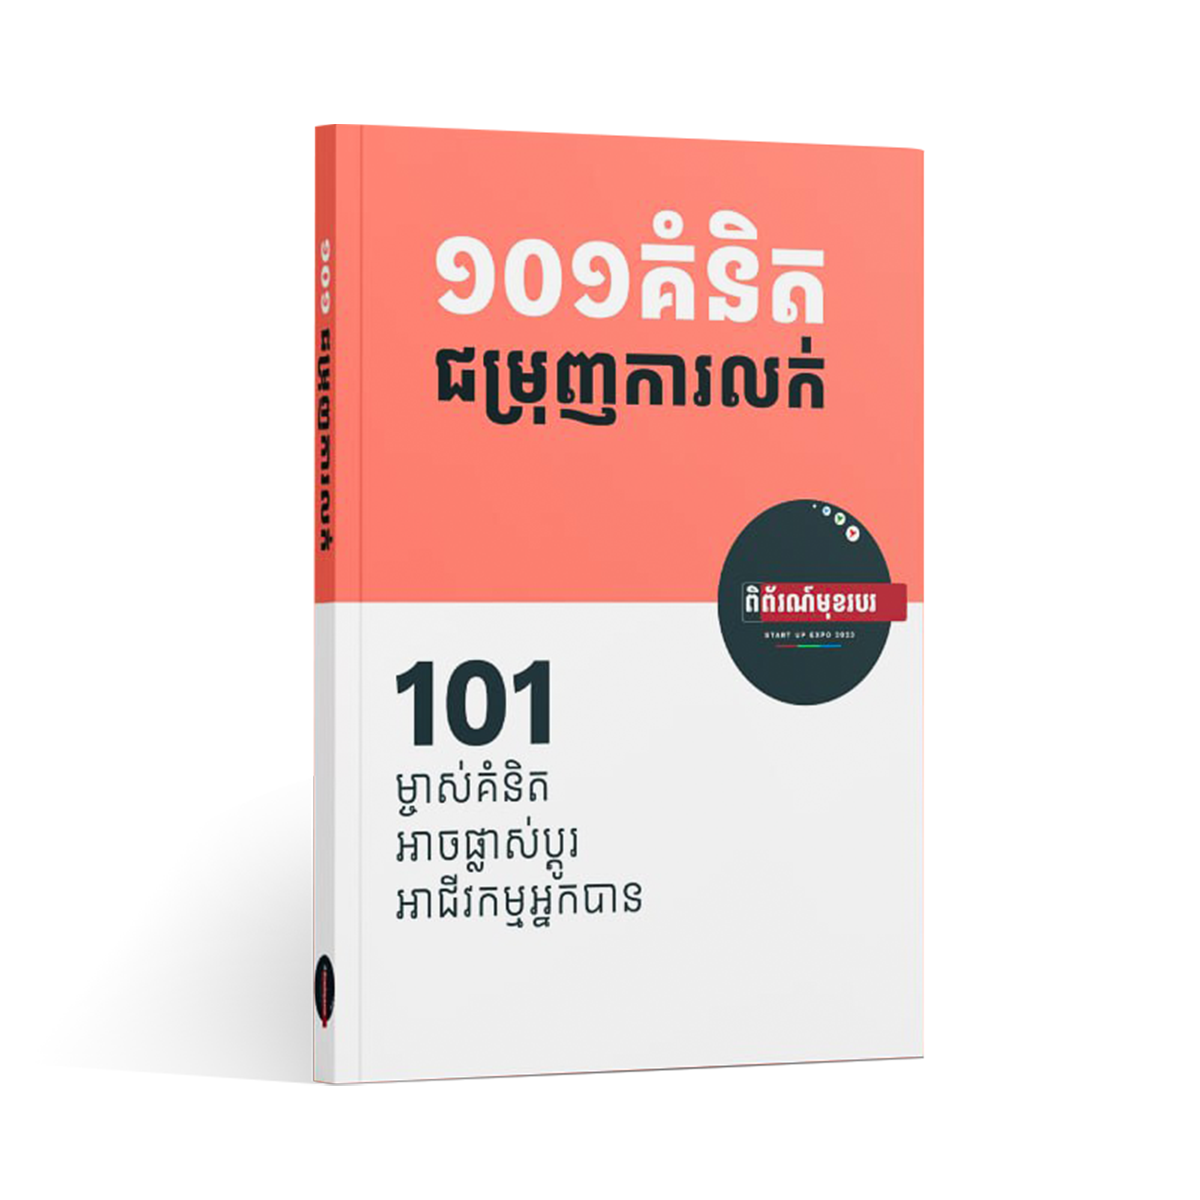 ១០១គំនិត
ជម្រុញការលក់
ពិព័រណ៍មុខរបរ
START UP EXPO 2023
101
ម្ចាស់គំនិត
អាចផ្លាស់ប្តូរ
អាជីវកម្មអ្នកបាន
១០១ គំនិតជម្រុញការលក់